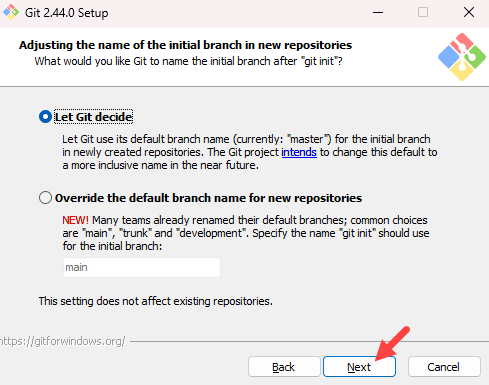 Git 2.44.0 Setup
Adjusting the name of the initial branch in new repositories
What would you like Git to name the initial branch after "git init"?
Let Git decide
Let Git use its default branch name (currently: "master") for the initial branch
in newly created repositories. The Git project intends to change this default to
a more inclusive name in the near future.
Override the default branch name for new repositories
NEW! Many teams already renamed their default branches; common choices
are "main", "trunk" and "development". Specify the name "git init" should use
for the initial branch:
main
This setting does not affect existing repositories.
https://gitforwindows.org/
Back
Next
Cancel